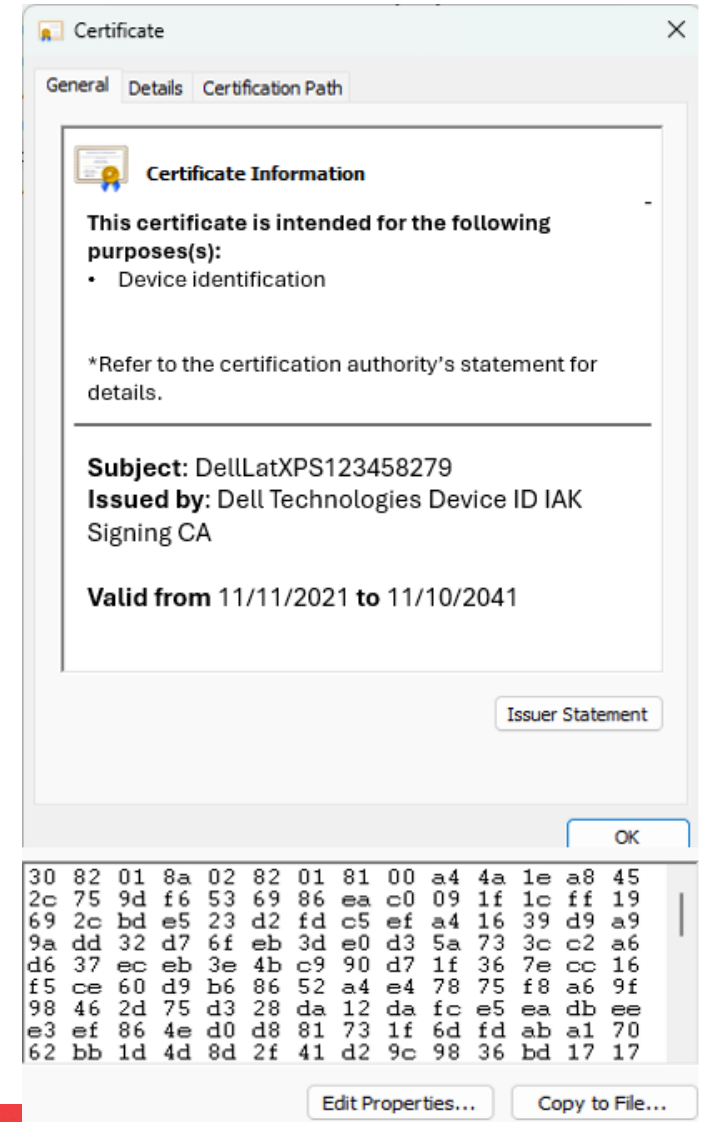 Certificate
General Details Certification Path
Certificate Information
-
This certificate is intended for the following
purposes(s):
• Device identification
*Refer to the certification authority's statement for
details.
Subject: DellLatXPS123458279
Issued by: Dell Technologies Device ID IAK
Signing CA
Valid from 11/11/2021 to 11/10/2041
Issuer Statement
OK
30 82 01 8a 02 82 01 81 00 a4 4a 1e a8 45
2c 75 9d f6 53 69 86 ea c0 09 1f 1c ff 19
69 2c bd e5 23 d2 fd c5 ef a4 16 39 d9 a9
9a dd 32 d7 6f eb 3d e0 d3 5a 73 3c c2 a6
d6 37 ec eb 3e 4b c9 90 d7 1f 36 7e cc 16
f5 ce 60 d9 b6 86 52 a4 e4 78 75 f8 a6 9f
98 46 2d 75 d3 28 da 12 da fc e5 ea db ee
e3 ef 86 4e d0 d8 81 73 1f 6d fd ab a1 70
62 bb 1d 4d 8d 2f 41 d2 9c 98 36 bd 17 17
Edit Properties... Copy to File...